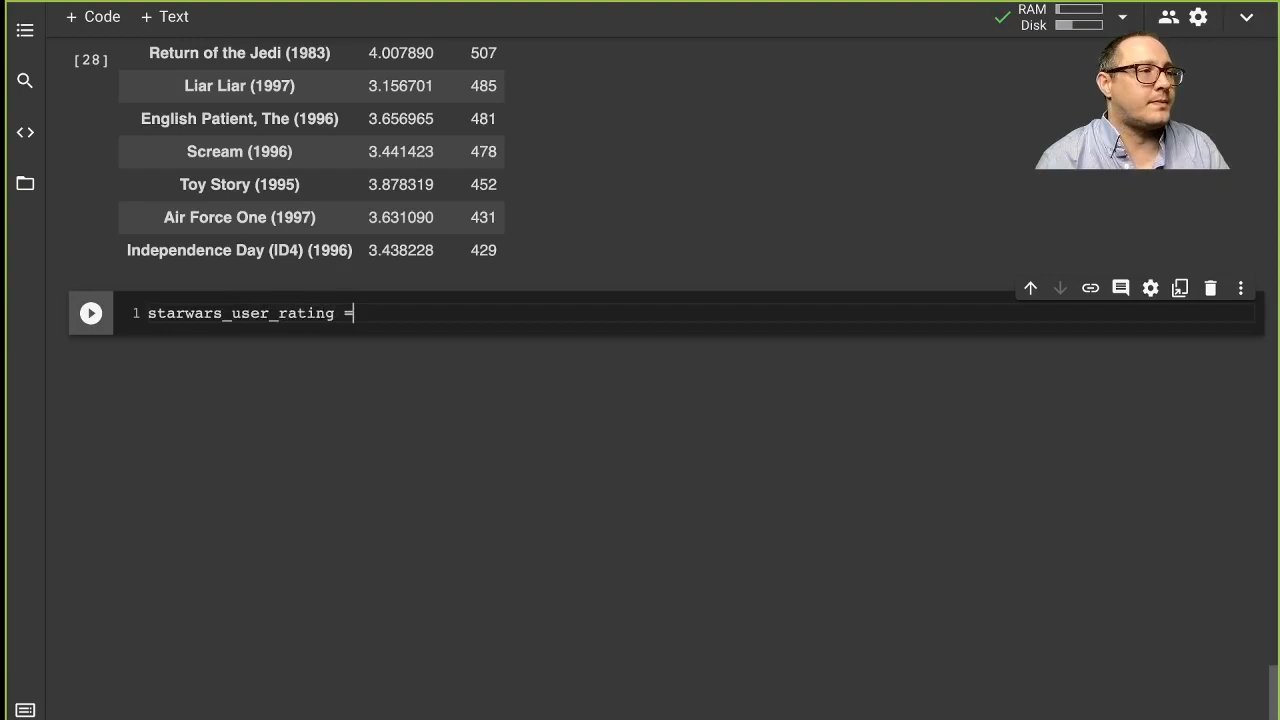 + Code + Text
RAM
Disk
[28]
Return of the Jedi (1983) 4.007890 507
Liar Liar (1997) 3.156701 485
English Patient, The (1996) 3.656965 481
Scream (1996) 3.441423 478
Toy Story (1995) 3.878319 452
Air Force One (1997) 3.631090 431
Independence Day (ID4) (1996) 3.438228 429
1 starwars_user_rating =